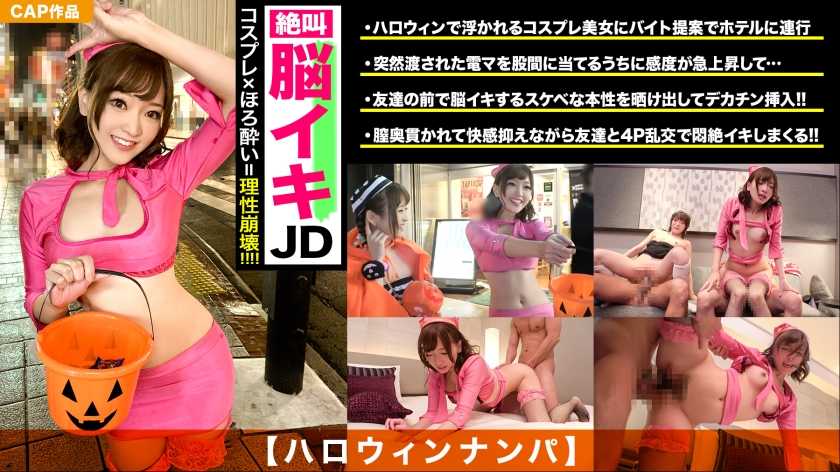 CAP作品
絶叫
脳イキ
JD
コスプレ×ほろ酔い=理性崩壊!!!!
・ハロウィンで浮かれるコスプレ美女にバイト提案でホテルに連行
・突然渡された電マを股間に当てるうちに感度が急上昇して…
・友達の前で脳イキするスケベな本性を晒け出してデカチン挿入!!
・膣奥貫かれて快感抑えながら友達と4P乱交で悶絶イキしまくる!!
【ハロウィンナンパ】